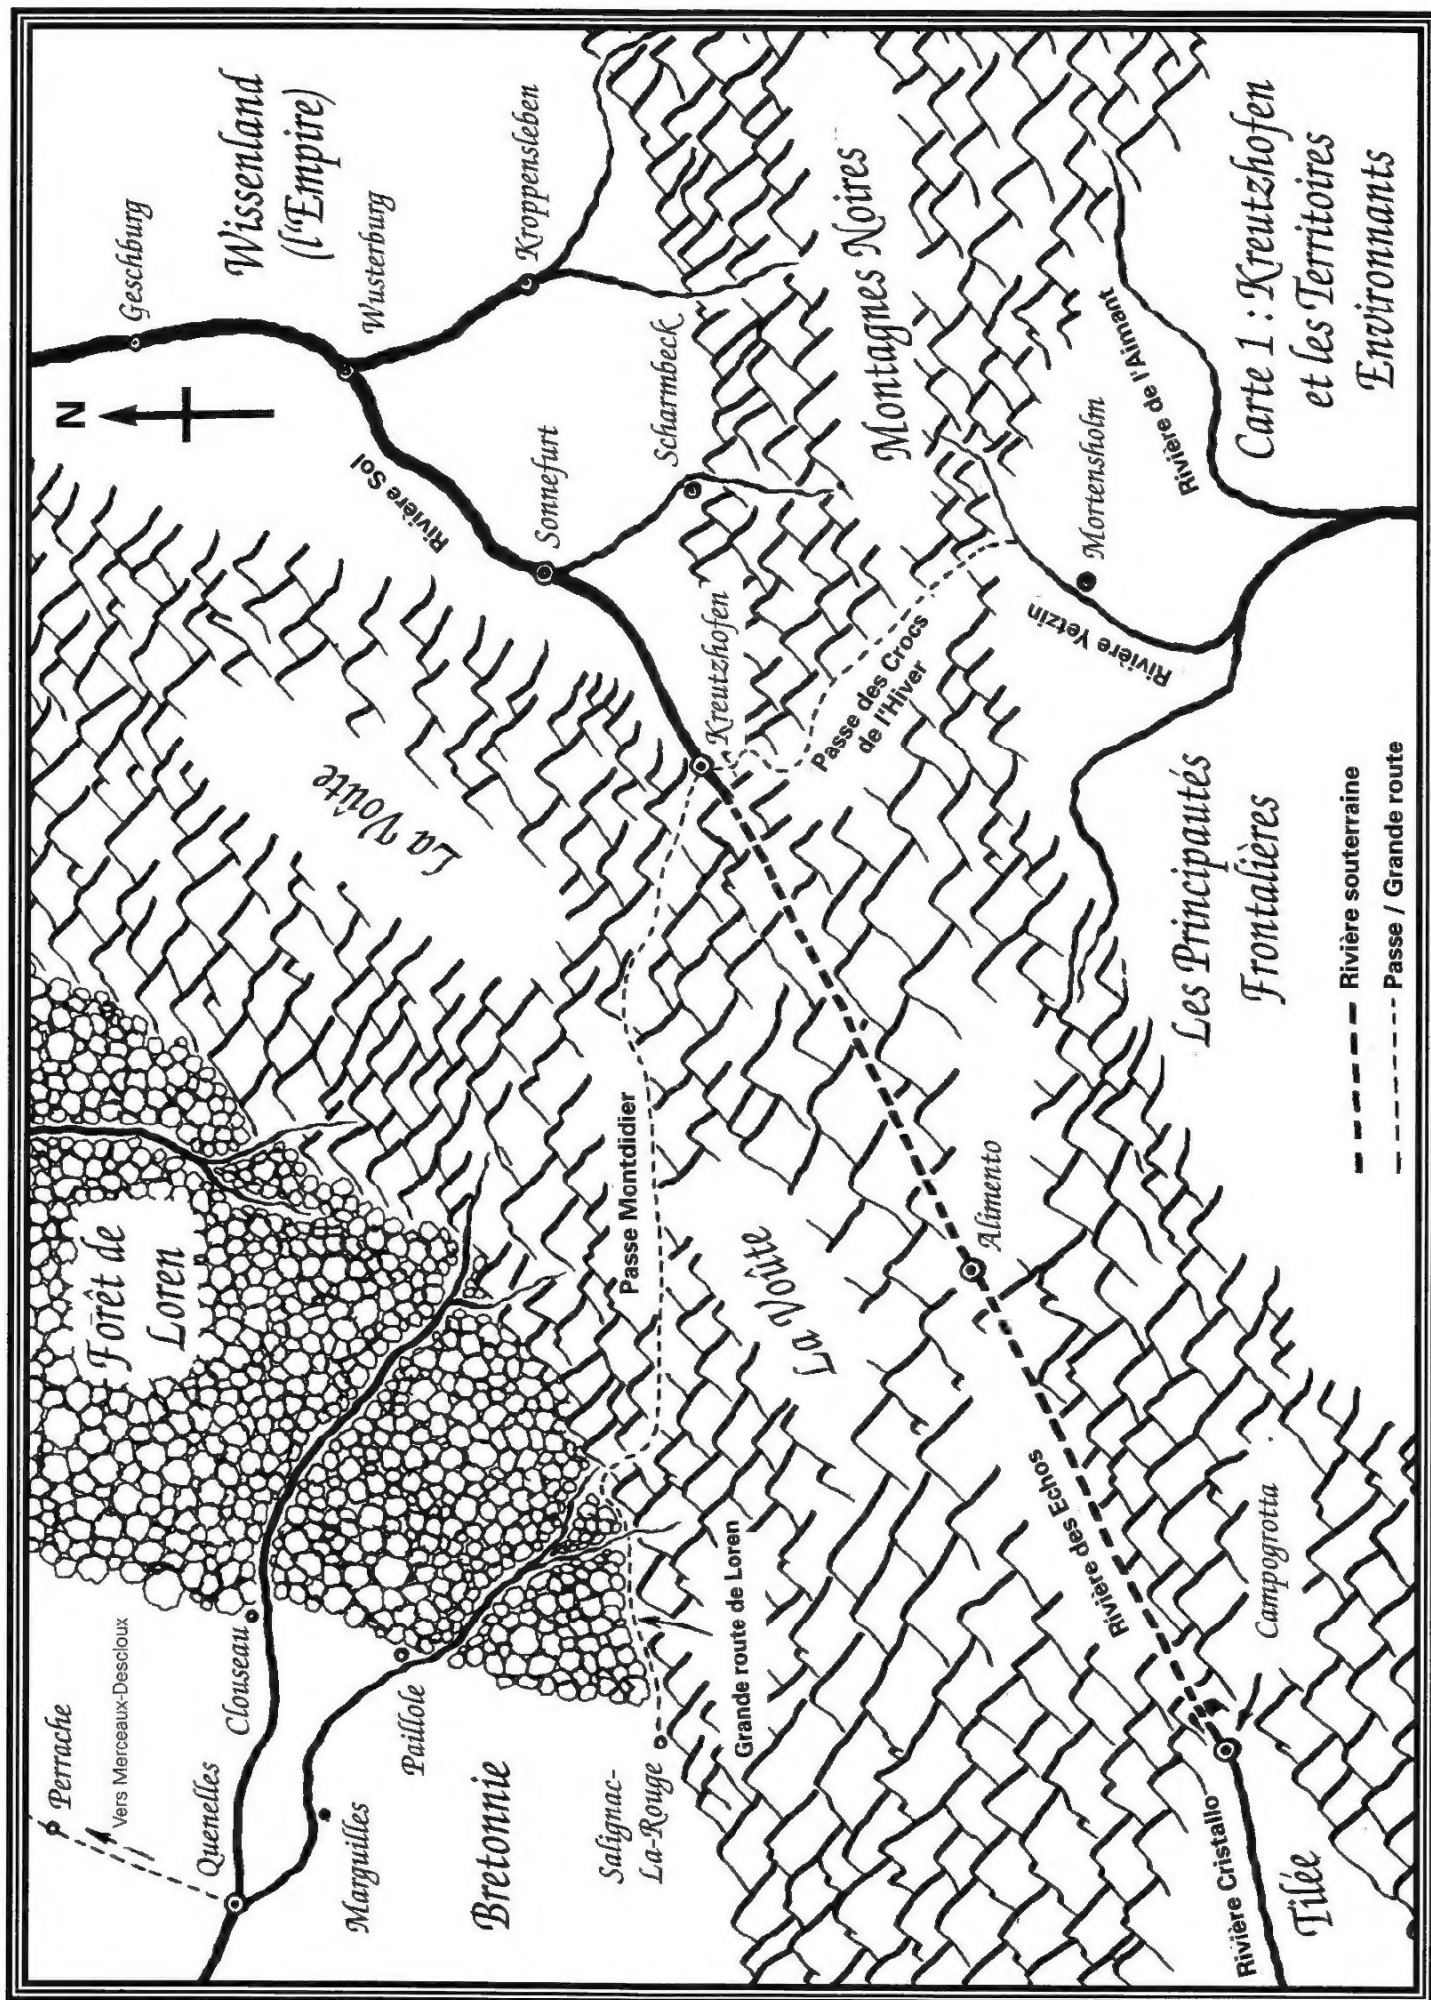 Perrache
Vers Merceaux-Descloux
Quenelles
Clouseau
Marguilles
Paillole
Bretonnie
Salignac-
La-Rouge
Grande route de Loren
Forêt de
Loren
Passe Montdidier
La Voûte
La Voûte
N
Rivière Sol
Geschburg
Wissenland
(l'‘Empire)
Wusterburg
Kroppensleben
Sonnefurt
Scharmbeck
Kreutzhofen
Montagnes Noires
Passe des Crocs
de l'Hiver
Mortensholm
Rivière Yetzin
Rivière de l'Aimant
Alimento
Rivière des Echos
Campogrotta
Rivière Cristallo
Tilée
Les Principautés
Frontalières
Rivière souterraine
Passe / Grande route
Carte 1 : Kreutzhofen
et les Territoires
Environnants